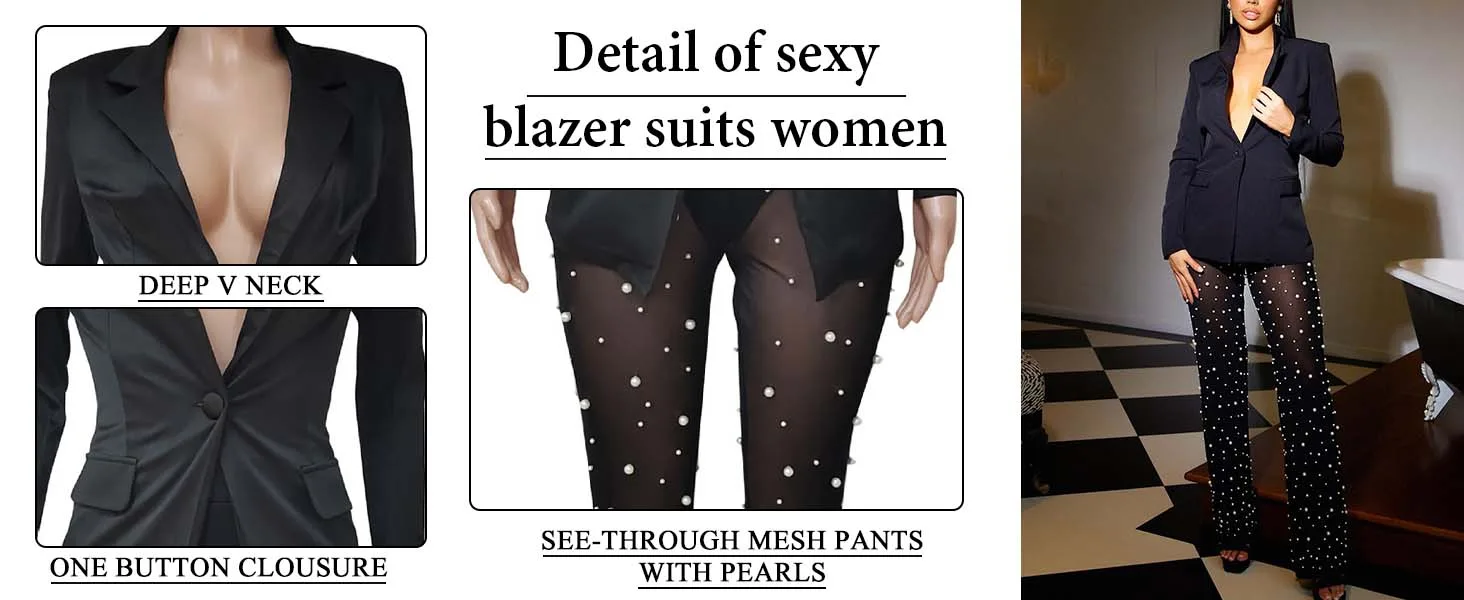 Detail of sexy
blazer suits women
DEEP V NECK
ONE BUTTON CLOUSURE
SEE-THROUGH MESH PANTS
WITH PEARLS